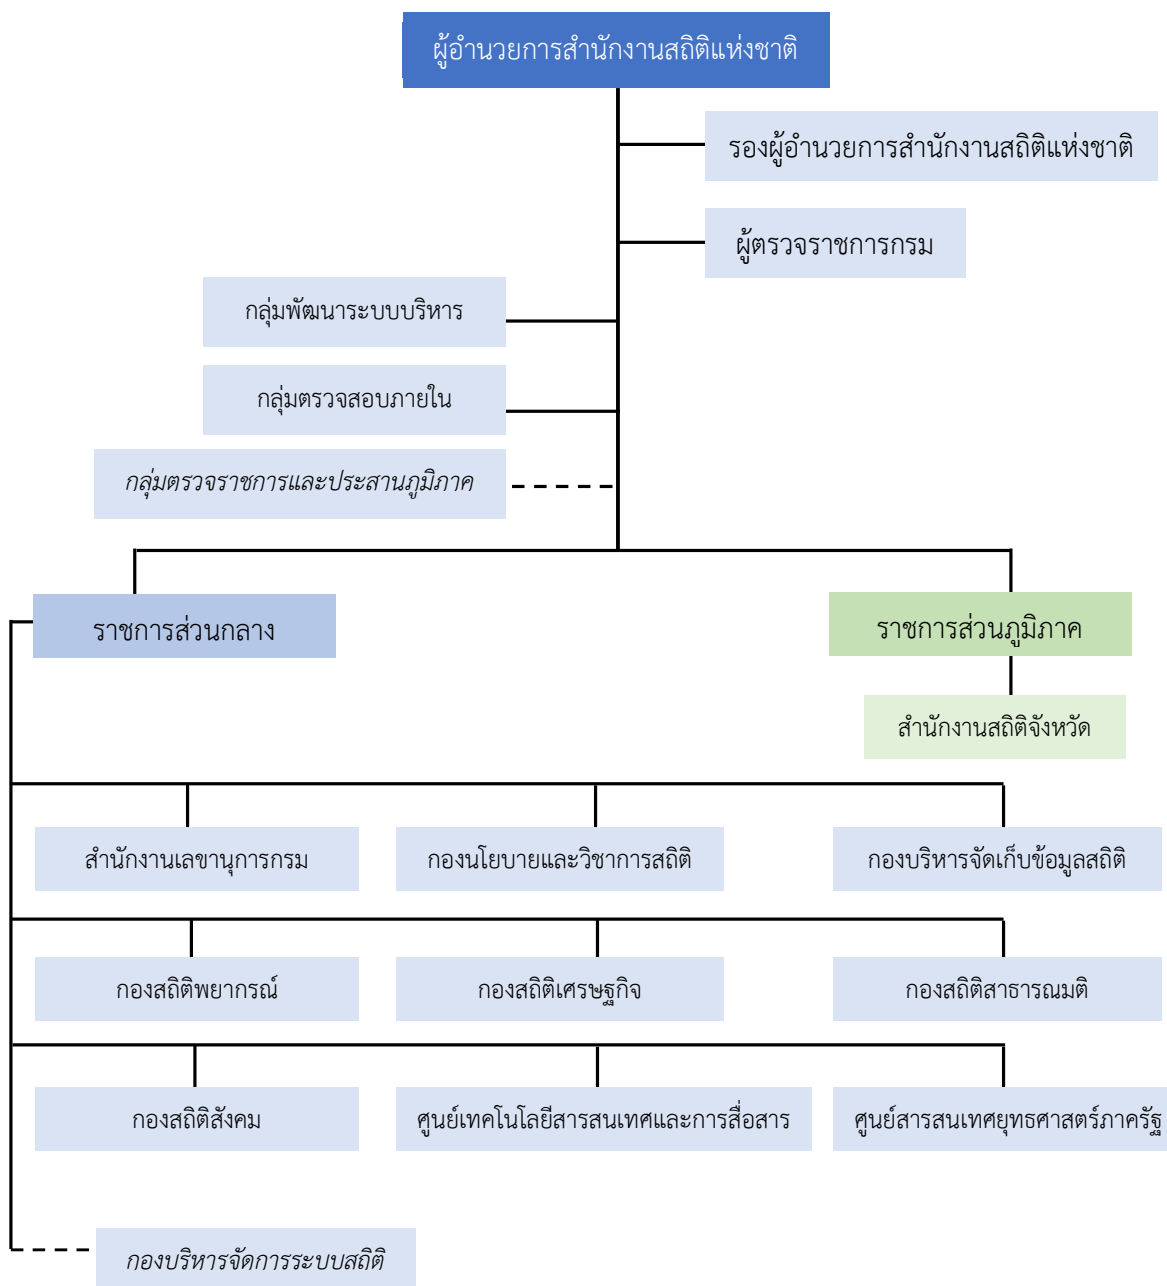 ผู้อำนวยการสำนักงานสถิติแห่งชาติ
รองผู้อำนวยการสำนักงานสถิติแห่งชาติ
ผู้ตรวจราชการกรม
กลุ่มพัฒนาระบบบริหาร
กลุ่มตรวจสอบภายใน
กลุ่มตรวจราชการและประสานภูมิภาค
ราชการส่วนกลาง
ราชการส่วนภูมิภาค
สำนักงานสถิติจังหวัด
สำนักงานเลขานุการกรม
กองนโยบายและวิชาการสถิติ
กองบริหารจัดเก็บข้อมูลสถิติ
กองสถิติพยากรณ์
กองสถิติเศรษฐกิจ
กองสถิติสาธารณมติ
กองสถิติสังคม
ศูนย์เทคโนโลยีสารสนเทศและการสื่อสาร
ศูนย์สารสนเทศยุทธศาสตร์ภาครัฐ
กองบริหารจัดการระบบสถิติ